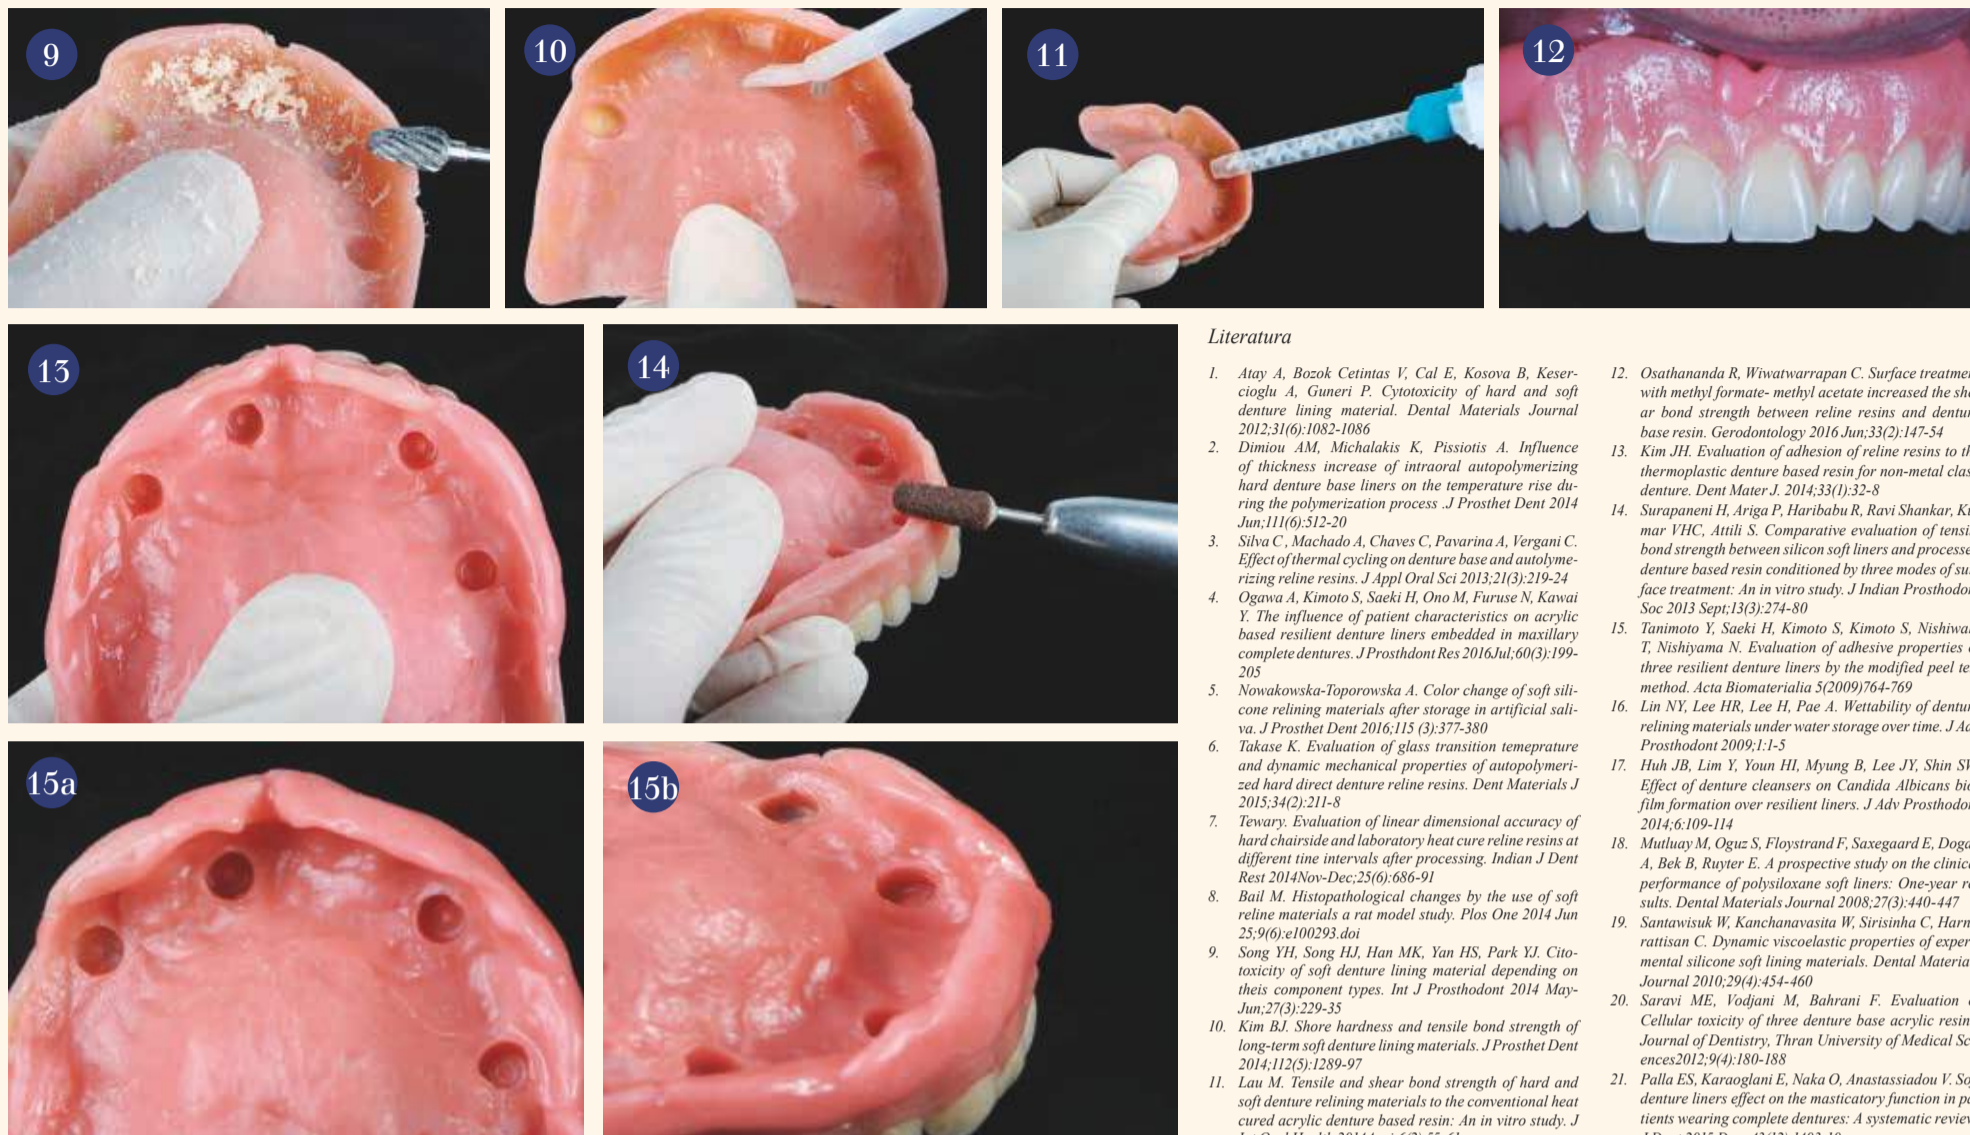 9
10
11
12
13
14
15a
15b
Literatura
1. Atay A, Bozok Cetintas V, Cal E, Kosova B, Keser-
cioglu A, Guneri P. Cytotoxicity of hard and soft
denture lining material. Dental Materials Journal
2012;31(6):1082-1086
2. Dimiou AM, Michalakis K, Pissiotis A. Influence
of thickness increase of intraoral autopolymerizing
hard denture base liners on the temperature rise du-
ring the polymerization process .J Prosthet Dent 2014
Jun;111(6):512-20
3. Silva C , Machado A, Chaves C, Pavarina A, Vergani C.
Effect of thermal cycling on denture base and autolyme-
rizing reline resins. J Appl Oral Sci 2013;21(3):219-24
4. Ogawa A, Kimoto S, Saeki H, Ono M, Furuse N, Kawai
Y. The influence of patient characteristics on acrylic
based resilient denture liners embedded in maxillary
complete dentures. J Prosthdont Res 2016Jul;60(3):199-
205
5. Nowakowska-Toporowska A. Color change of soft sili-
cone relining materials after storage in artificial sali-
va. J Prosthet Dent 2016;115 (3):377-380
6. Takase K. Evaluation of glass transition temeprature
and dynamic mechanical properties of autopolymeri-
zed hard direct denture reline resins. Dent Materials J
2015;34(2):211-8
7. Tewary. Evaluation of linear dimensional accuracy of
hard chairside and laboratory heat cure reline resins at
different tine intervals after processing. Indian J Dent
Rest 2014Nov-Dec;25(6):686-91
8. Bail M. Histopathological changes by the use of soft
reline materials a rat model study. Plos One 2014 Jun
25;9(6):e100293.doi
9. Song YH, Song HJ, Han MK, Yan HS, Park YJ. Cito-
toxicity of soft denture lining material depending on
theis component types. Int J Prosthodont 2014 May-
Jun;27(3):229-35
10. Kim BJ. Shore hardness and tensile bond strength of
long-term soft denture lining materials. J Prosthet Dent
2014;112(5):1289-97
11. Lau M. Tensile and shear bond strength of hard and
soft denture relining materials to the conventional heat
cured acrylic denture based resin: An in vitro study. J
12. Osathananda R, Wiwatwarrapan C. Surface treatme
with methyl formate- methyl acetate increased the she
ar bond strength between reline resins and dentur
base resin. Gerodontology 2016 Jun;33(2):147-54
13. Kim JH. Evaluation of adhesion of reline resins to th
thermoplastic denture based resin for non-metal clas
denture. Dent Mater J. 2014;33(1):32-8
14. Surapaneni H, Ariga P, Haribabu R, Ravi Shankar, Ku
mar VHC, Attili S. Comparative evaluation of tensil
bond strength between silicon soft liners and processe
denture based resin conditioned by three modes of sur
face treatment: An in vitro study. J Indian Prosthodon
Soc 2013 Sept;13(3):274-80
15. Tanimoto Y, Saeki H, Kimoto S, Kimoto S, Nishiwak
T, Nishiyama N. Evaluation of adhesive properties o
three resilient denture liners by the modified peel te
method. Acta Biomaterialia 5(2009)764-769
16. Lin NY, Lee HR, Lee H, Pae A. Wettability of dentur
relining materials under water storage over time. J Ad
Prosthodont 2009;1:1-5
17. Huh JB, Lim Y, Youn HI, Myung B, Lee JY, Shin SW
Effect of denture cleansers on Candida Albicans bio
film formation over resilient liners. J Adv Prosthodon
2014;6:109-114
18. Mutluay M, Oguz S, Floystrand F, Saxegaard E, Doga
A, Bek B, Ruyter E. A prospective study on the clinica
performance of polysiloxane soft liners: One-year re
sults. Dental Materials Journal 2008;27(3):440-447
19. Santawisuk W, Kanchanavasita W, Sirisinha C, Harni
rattisan C. Dynamic viscoelastic properties of exper
mental silicone soft lining materials. Dental Materia
Journal 2010;29(4):454-460
20. Saravi ME, Vodjani M, Bahrani F. Evaluation o
Cellular toxicity of three denture base acrylic resin
Journal of Dentistry, Thran University of Medical Sc
ences2012;9(4):180-188
21. Palla ES, Karaoglani E, Naka O, Anastassiadou V. So
denture liners effect on the masticatory function in pa
tients wearing complete dentures: A systematic review